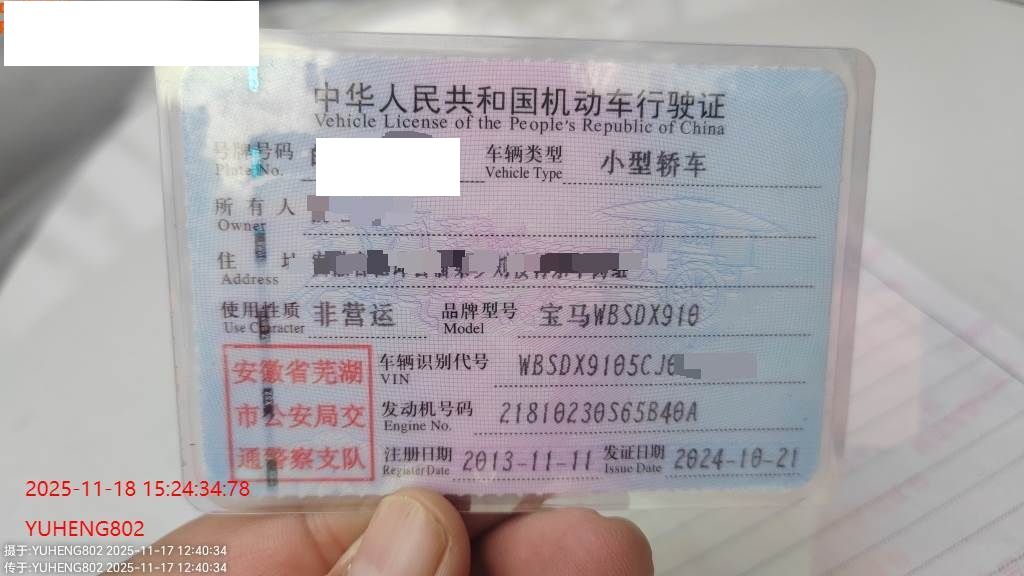 中华人民共和国机动车行驶证
Vehicle License of the People's Republic of China
号牌号码
Plate No.
车辆类型 小型轿车
Vehicle Type
所有人
Owner
住 址
Address
使用性质 非营运 品牌型号 宝马WBSDX910
Use Character Model
安徽省芜湖
市公安局交
通警察支队
车辆识别代号 WBSDX9105CJ0
VIN
发动机号码 21810230S65B40A
Engine No.
注册日期 2013-11-11 发证日期 2024-10-21
Register Date Issue Date
2025-11-18 15:24:34:78
YUHENG802
摄于:YUHENG802 2025-11-17 12:40:34
传于:YUHENG802 2025-11-17 12:40:34